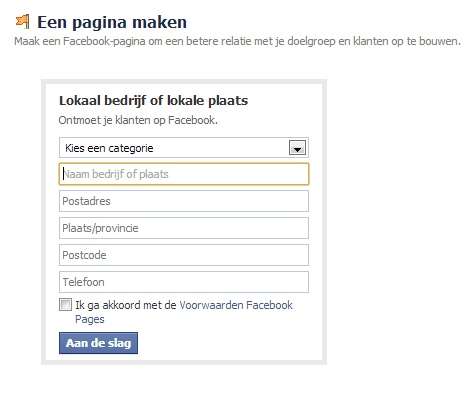 Een pagina maken
Maak een Facebook-pagina om een betere relatie met je doelgroep en klanten op te bouwen.
Lokaal bedrijf of lokale plaats
Ontmoet je klanten op Facebook.
Kies een categorie
Naam bedrijf of plaats
Postadres
Plaats/provincie
Postcode
Telefoon
Ik ga akkoord met de Voorwaarden Facebook
Pages
Aan de slag